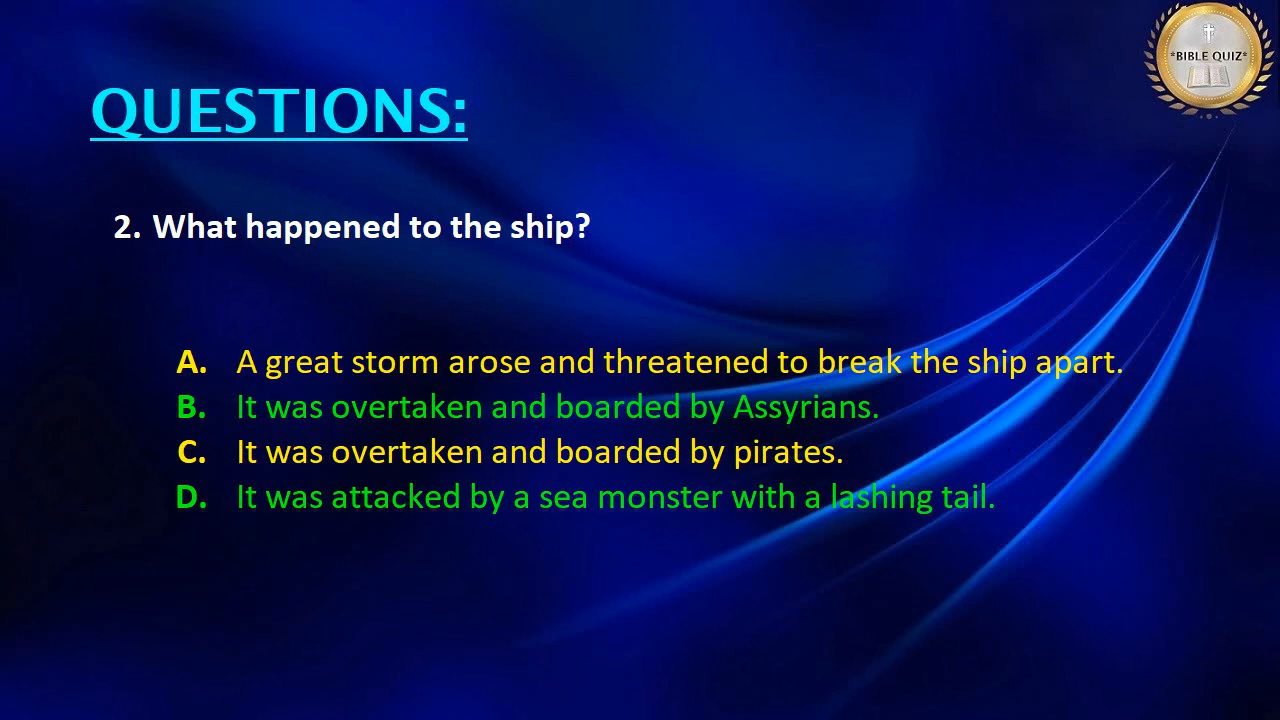 *BIBLE QUIZ*
QUESTIONS:
2. What happened to the ship?
A. A great storm arose and threatened to break the ship apart.
B. It was overtaken and boarded by Assyrians.
C. It was overtaken and boarded by pirates.
D. It was attacked by a sea monster with a lashing tail.